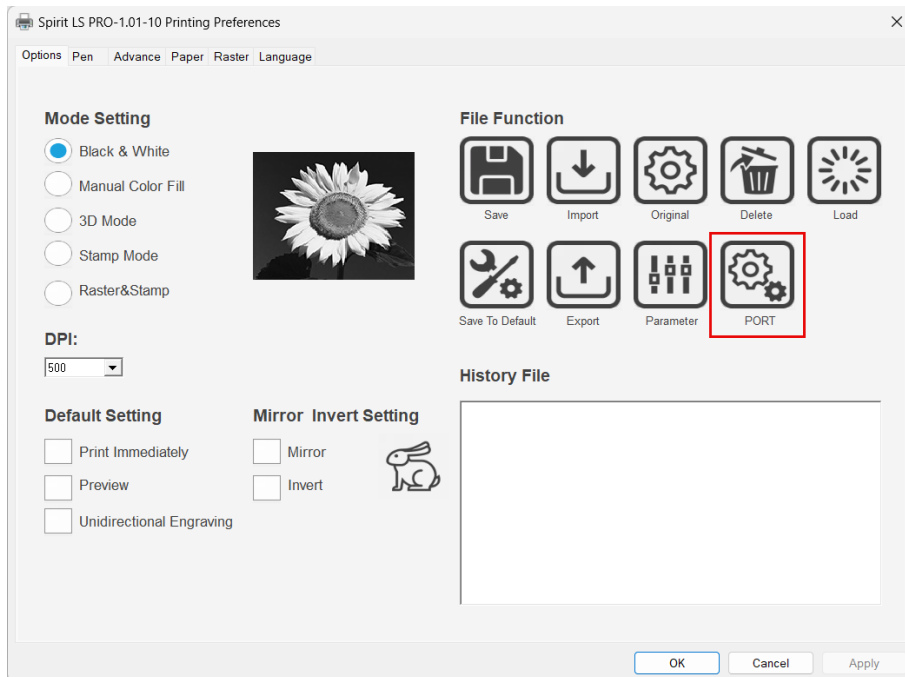 Spirit LS PRO-1.01-10 Printing Preferences
Options Pen Advance Paper Raster Language
Mode Setting
Black & White
Manual Color Fill
3D Mode
Stamp Mode
Raster&Stamp
DPI:
500
Default Setting
Print Immediately
Preview
Unidirectional Engraving
Mirror Invert Setting
Mirror
Invert
File Function
Save Import Original Delete Load
Save To Default Export Parameter PORT
History File
OK Cancel Apply